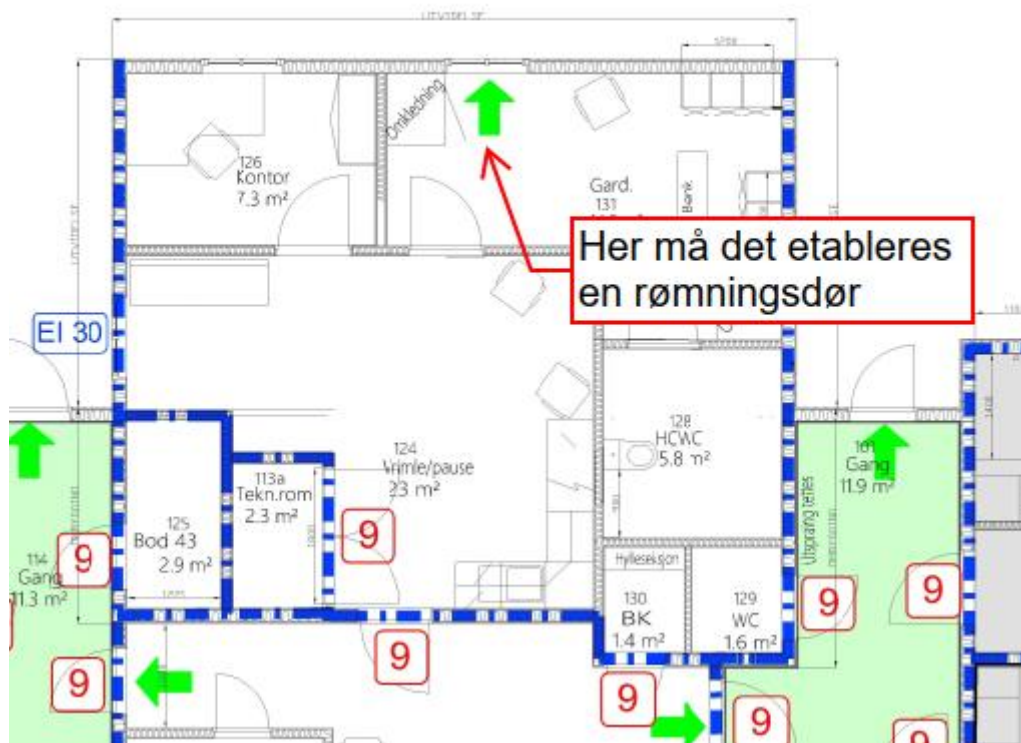 UTVIDELSE
Omkledning
126
Kontor
7.3 m²
Gard.
131
Benk
Her må det etableres
en rømningsdør
EI 30
128
HCWC
5.8 m²
124
Vrimle/pause
23 m²
101
Gang
11.9 m²
113a
Tekn.rom
2.3 m²
125
Bod 43
2.9 m²
9
9
114
Gang
11.3 m²
Hylleseksjon
130
BK
1.4 m²
129
WC
1.6 m²
9
9
9
9
9
9
9